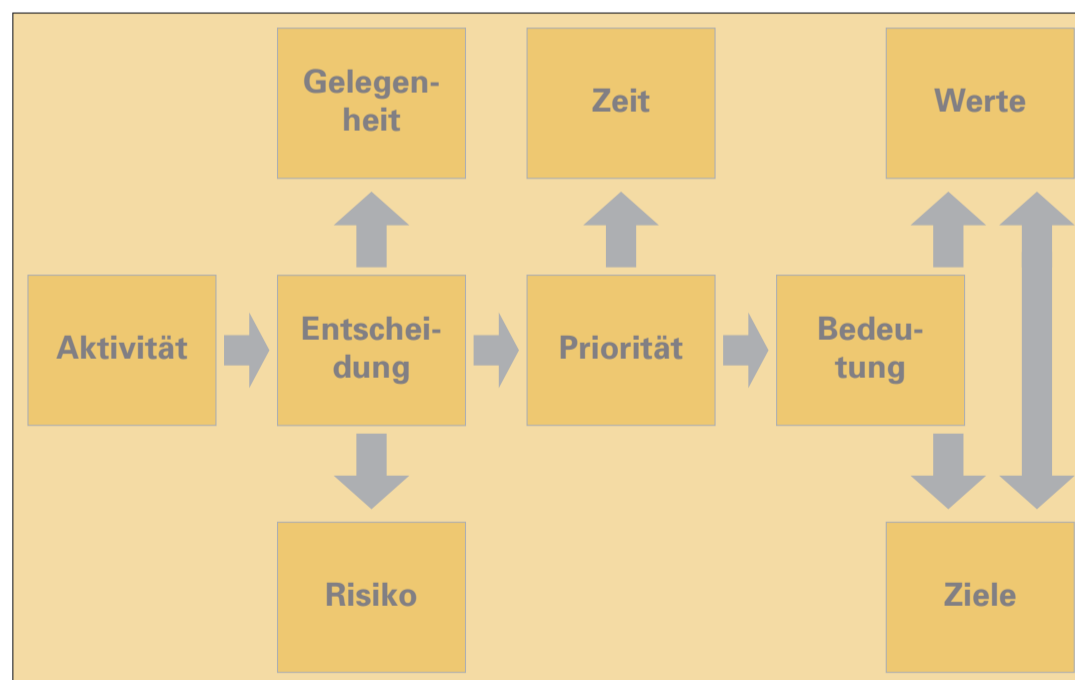 Gelegen-
heit
Zeit
Werte
Aktivität
Entschei-
dung
Priorität
Bedeu-
tung
Risiko
Ziele